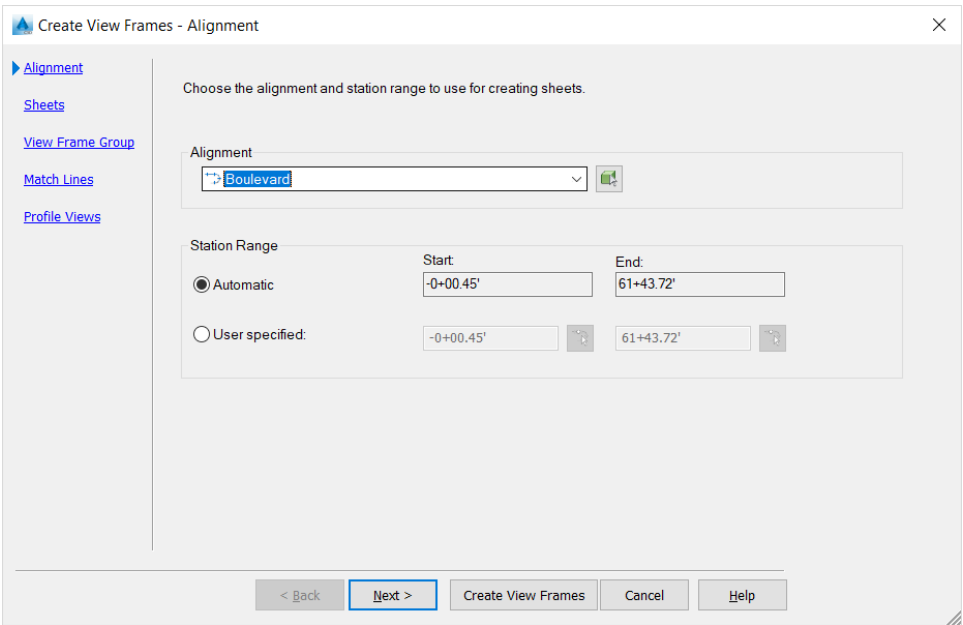 Create View Frames - Alignment
Alignment
Sheets
View Frame Group
Match Lines
Profile Views
Choose the alignment and station range to use for creating sheets.
Alignment
Boulevard
Station Range
Start: End:
Automatic -0+00.45' 61+43.72'
User specified: -0+00.45' 61+43.72'
< Back Next > Create View Frames Cancel Help